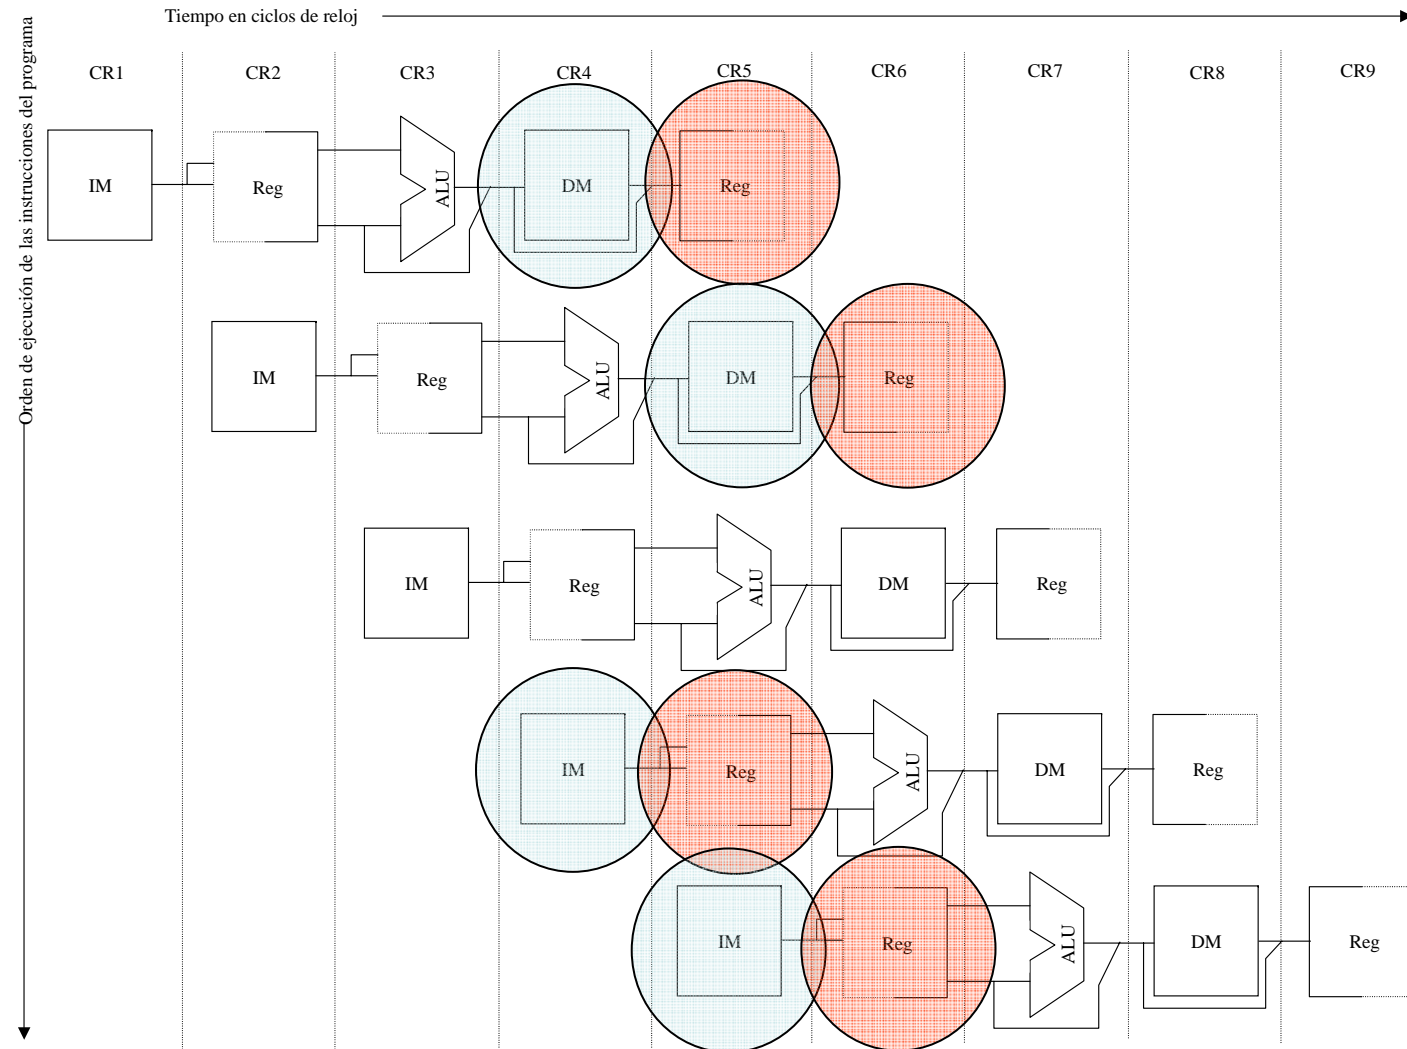 Tiempo en ciclos de reloj
Orden de ejecución de las instrucciones del programa
CR1 CR2 CR3 CR4 CR5 CR6 CR7 CR8 CR9
IM Reg ALU DM Reg
IM Reg ALU DM Reg
IM Reg ALU DM Reg
IM Reg ALU DM Reg
IM Reg ALU DM Reg